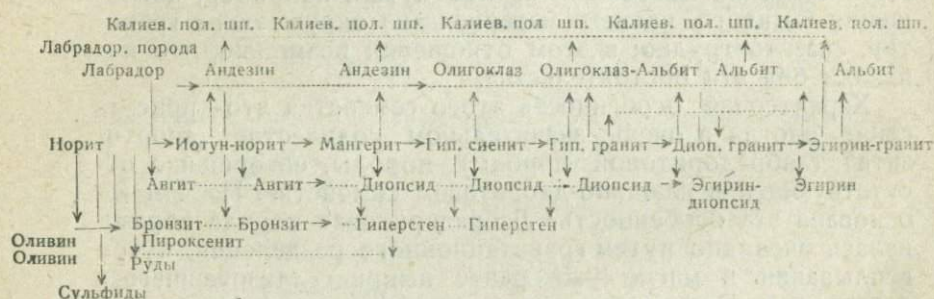 Калиев. пол. шп. Калиев. пол. шп. Калиев. пол шп. Калиев. пол. шп. Калиев. пол. шп.
Лабрадор. порода
Лабрадор Андезин Андезин Олигоклаз Олигоклаз-Альбит Альбит Альбит
Норит Иотун-норит Мангерит Гип. сиенит Гип. гранит Диоп. гранит Эгирин-гранит
Авгит Авгит Диопсид Диопсид Диопсид Эгирин-диопсид Эгирин
Бронзит Бронзит Гиперстен Гиперстен
Оливин Пироксенит
Оливин Руды
Сульфиды